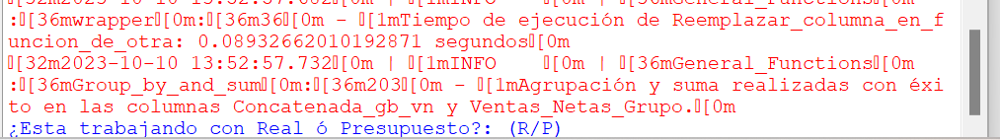 ▯[32m2023-10-10 13:52:57.602▯[0m | ▯[1mINFO    ▯[0m | ▯[36mGeneral_Functions▯[0m
:▯[36mwrapper▯[0m:▯[36m36▯[0m - ▯[1mTiempo de ejecución de Reemplazar_columna_en_f
uncion_de_otra: 0.08932662010192871 segundos▯[0m
▯[32m2023-10-10 13:52:57.732▯[0m | ▯[1mINFO    ▯[0m | ▯[36mGeneral_Functions▯[0m
:▯[36mGroup_by_and_sum▯[0m:▯[36m203▯[0m - ▯[1mAgrupación y suma realizadas con éxi
to en las columnas Concatenada_gb_vn y Ventas_Netas_Grupo.▯[0m
¿Esta trabajando con Real ó Presupuesto?: (R/P)